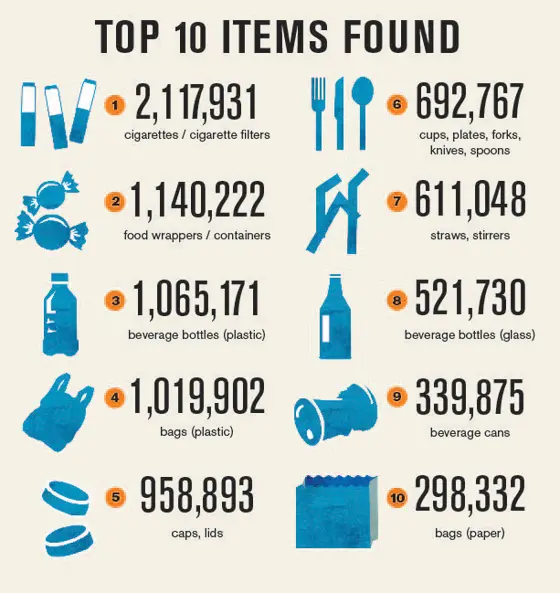 TOP 10 ITEMS FOUND
1 2,117,931
cigarettes / cigarette filters
2 1,140,222
food wrappers / containers
3 1,065,171
beverage bottles (plastic)
4 1,019,902
bags (plastic)
5 958,893
caps, lids
6 692,767
cups, plates, forks,
knives, spoons
7 611,048
straws, stirrers
8 521,730
beverage bottles (glass)
9 339,875
beverage cans
10 298,332
bags (paper)